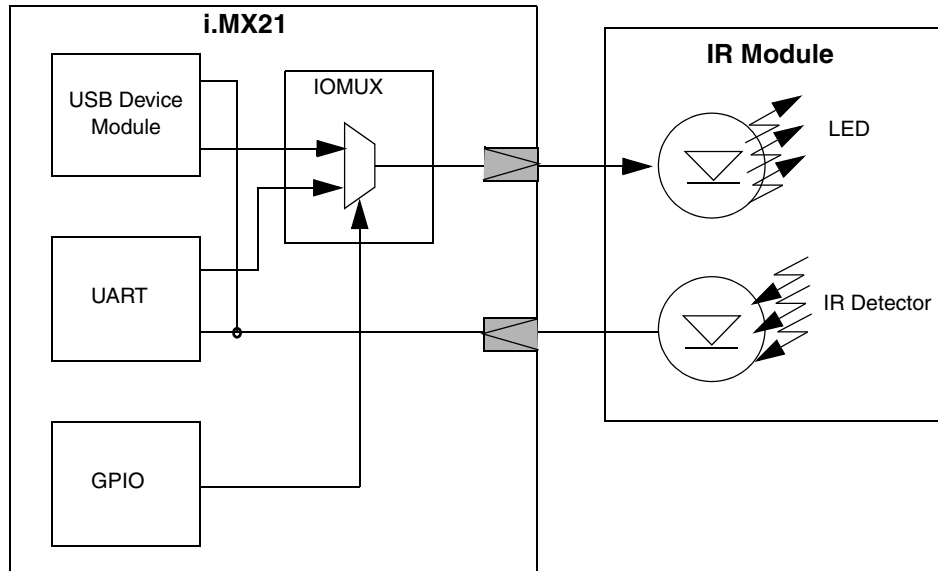 i.MX21
IR Module
USB Device
Module
IOMUX
LED
UART
IR Detector
GPIO